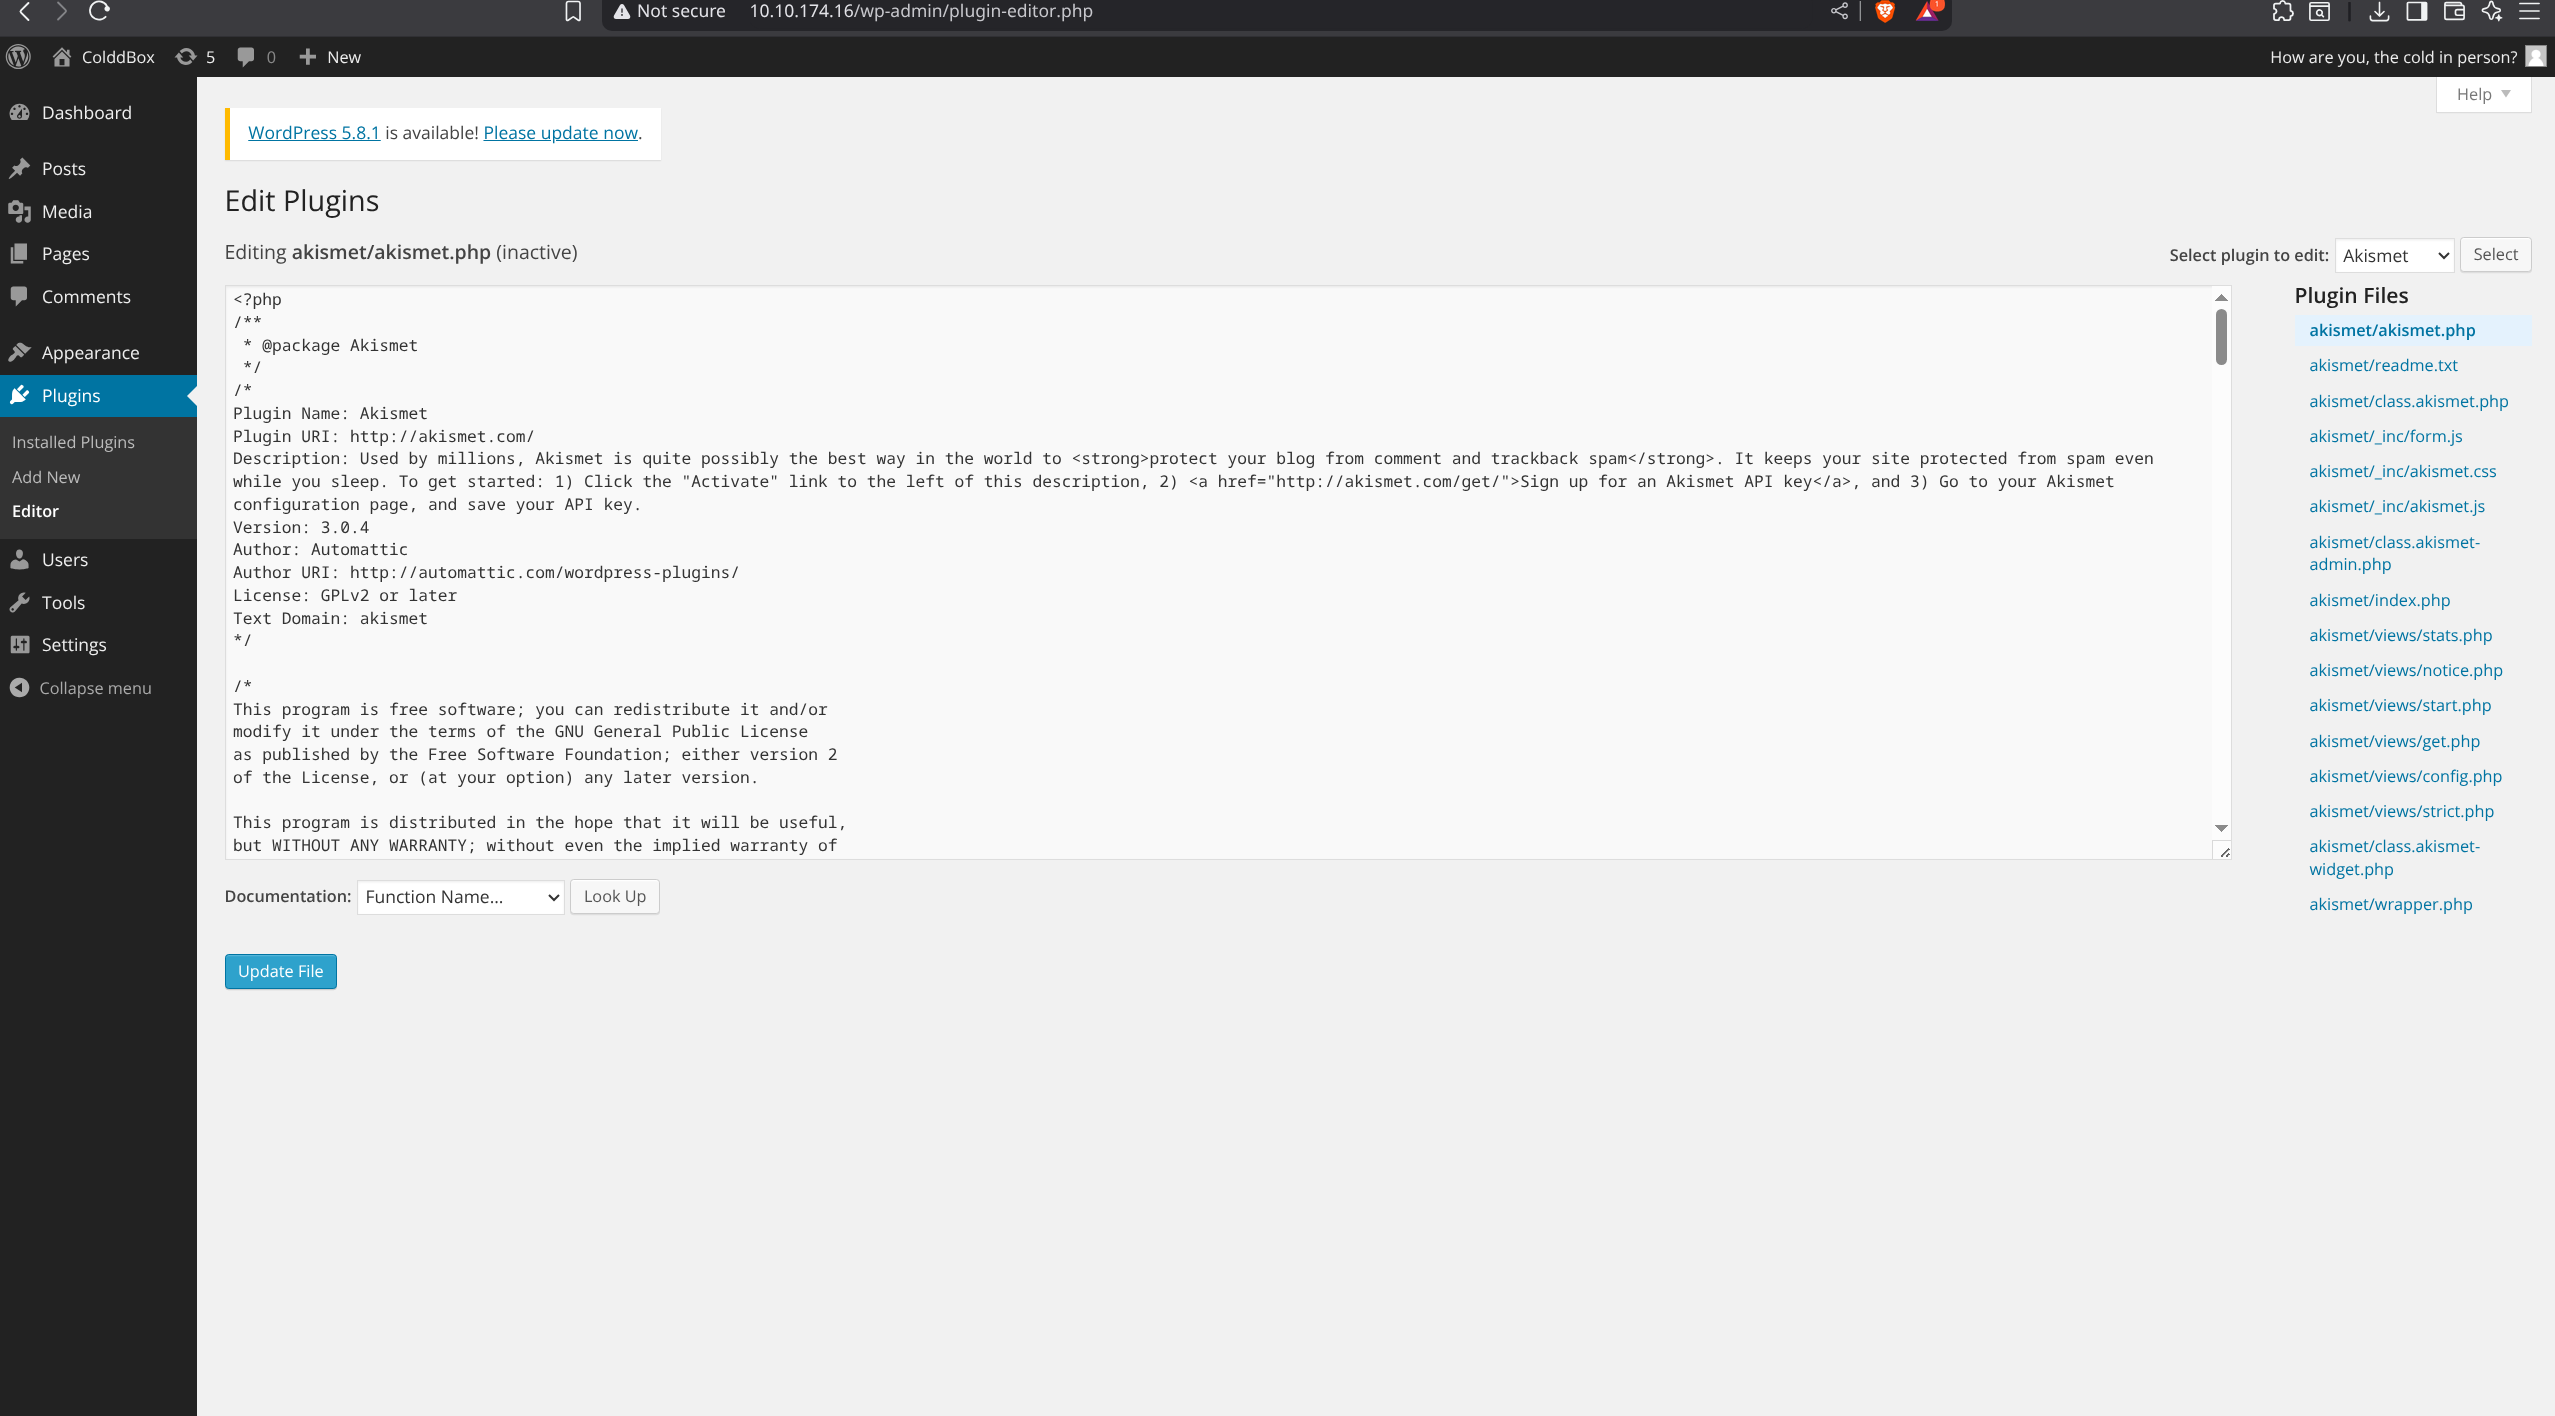 Not secure 10.10.174.16/wp-admin/plugin-editor.php
1
ColddBox 5 0 New
How are you, the cold in person?
Dashboard
Posts
Media
Pages
Comments
Appearance
Plugins
Installed Plugins
Add New
Editor
Users
Tools
Settings
Collapse menu
Help
WordPress 5.8.1 is available! Please update now.
Edit Plugins
Editing akismet/akismet.php (inactive)
Select plugin to edit: Akismet Select
<?php
/**
 * @package Akismet
 */
/*
Plugin Name: Akismet
Plugin URI: http://akismet.com/
Description: Used by millions, Akismet is quite possibly the best way in the world to <strong>protect your blog from comment and trackback spam</strong>. It keeps your site protected from spam even
while you sleep. To get started: 1) Click the "Activate" link to the left of this description, 2) <a href="http://akismet.com/get/">Sign up for an Akismet API key</a>, and 3) Go to your Akismet
configuration page, and save your API key.
Version: 3.0.4
Author: Automattic
Author URI: http://automattic.com/wordpress-plugins/
License: GPLv2 or later
Text Domain: akismet
*/
/*
This program is free software; you can redistribute it and/or
modify it under the terms of the GNU General Public License
as published by the Free Software Foundation; either version 2
of the License, or (at your option) any later version.
This program is distributed in the hope that it will be useful,
but WITHOUT ANY WARRANTY; without even the implied warranty of
Plugin Files
akismet/akismet.php
akismet/readme.txt
akismet/class.akismet.php
akismet/_inc/form.js
akismet/_inc/akismet.css
akismet/_inc/akismet.js
akismet/class.akismet-
admin.php
akismet/index.php
akismet/views/stats.php
akismet/views/notice.php
akismet/views/start.php
akismet/views/get.php
akismet/views/config.php
akismet/views/strict.php
akismet/class.akismet-
widget.php
akismet/wrapper.php
Documentation: Function Name... Look Up
Update File